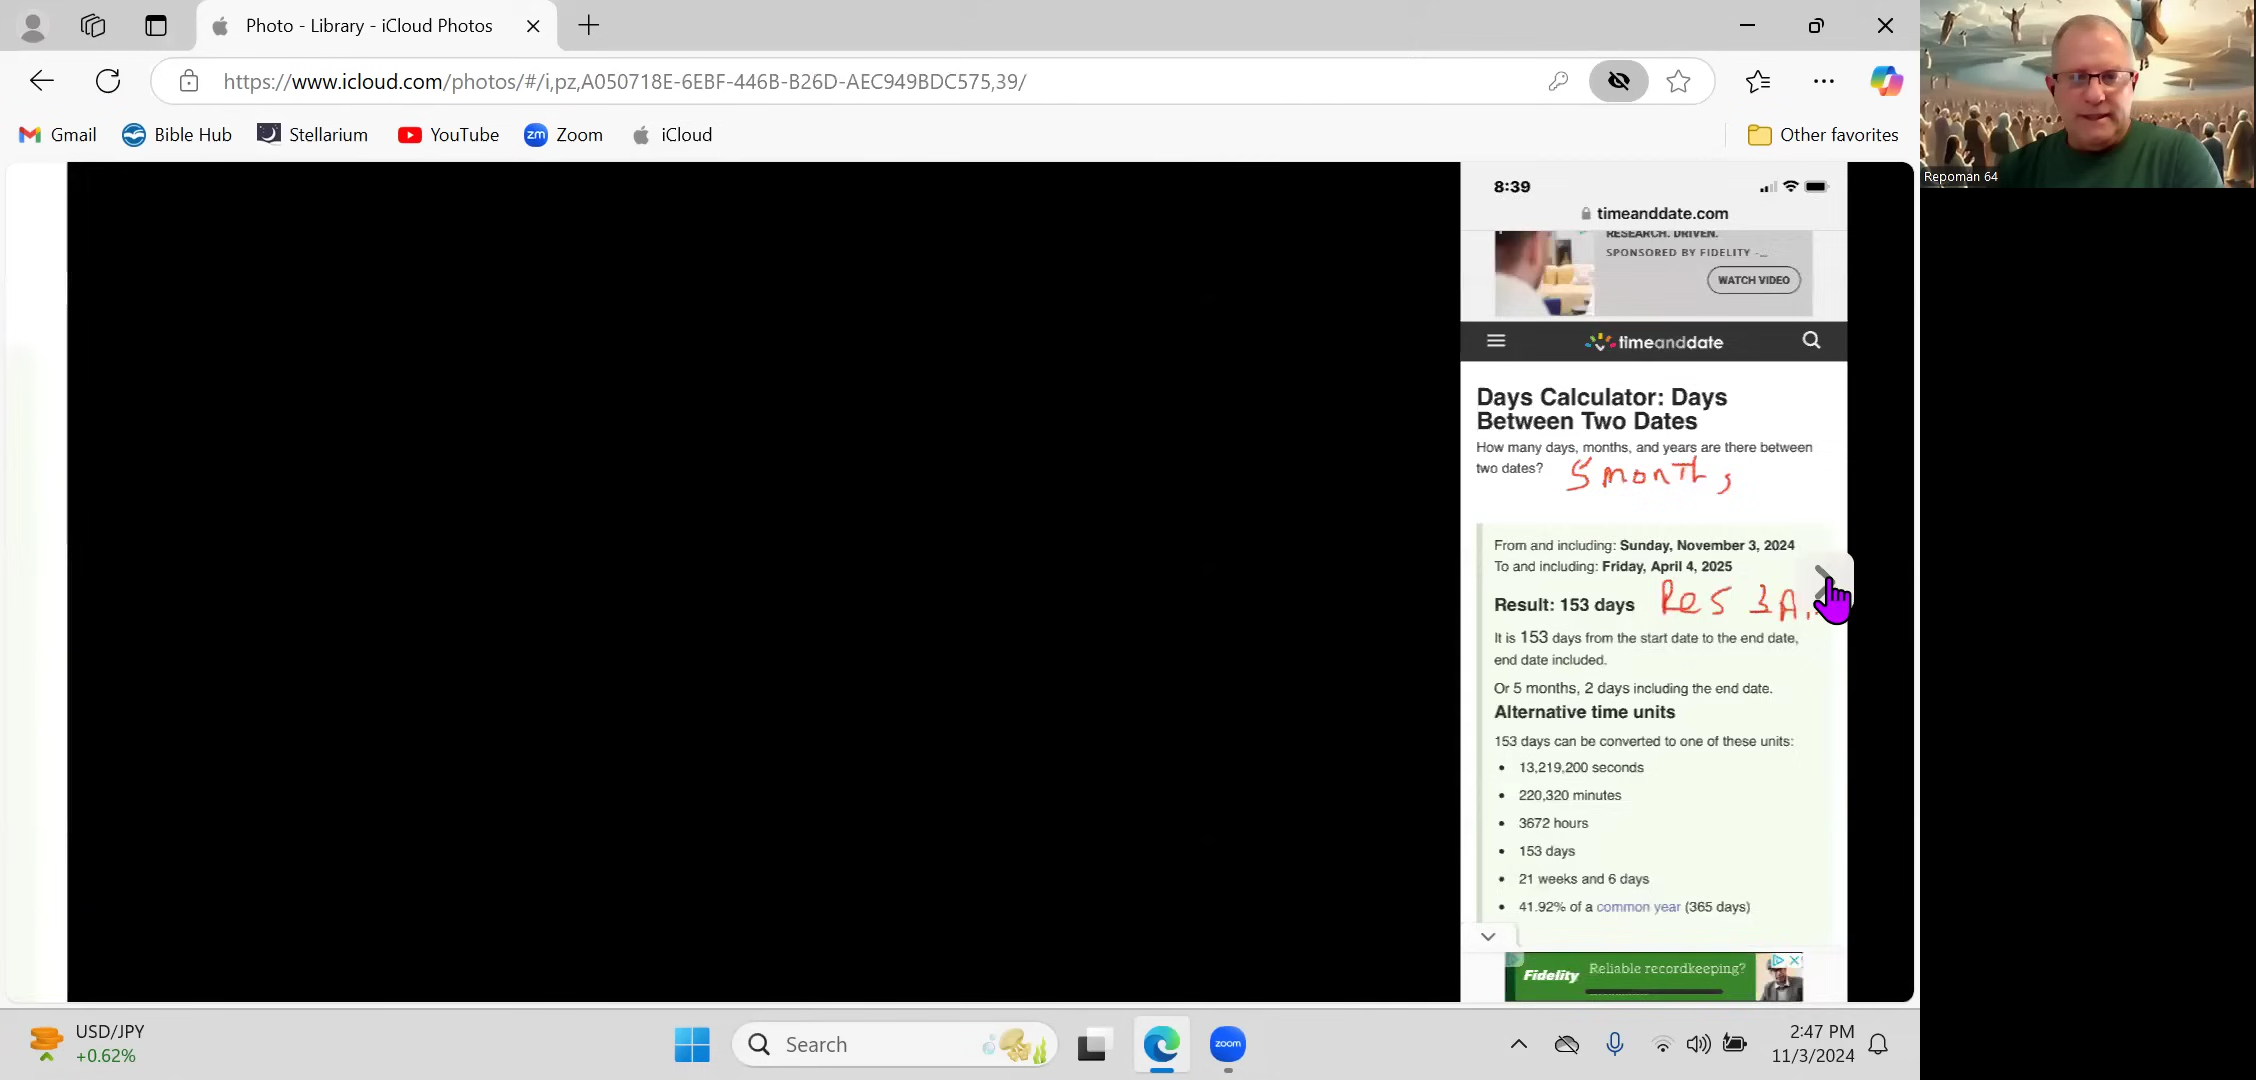 Photo - Library - iCloud Photos
https://www.icloud.com/photos/#/i,pz,A050718E-6EBF-446B-B26D-AEC949BDC575,39/
Gmail Bible Hub Stellarium YouTube zm Zoom iCloud Other favorites
Repoman 64
8:39
timeanddate.com
RESEARCH. DRIVEN.
SPONSORED BY FIDELITY -...
WATCH VIDEO
timeanddate
Days Calculator: Days
Between Two Dates
How many days, months, and years are there between
two dates? 5 months
From and including: Sunday, November 3, 2024
To and including: Friday, April 4, 2025
Result: 153 days Res 3 A.
It is 153 days from the start date to the end date,
end date included.
Or 5 months, 2 days including the end date.
Alternative time units
153 days can be converted to one of these units:
• 13,219,200 seconds
• 220,320 minutes
• 3672 hours
• 153 days
• 21 weeks and 6 days
• 41.92% of a common year (365 days)
Fidelity Reliable recordkeeping?
USD/JPY
+0.62%
Search
zoom
2:47 PM
11/3/2024